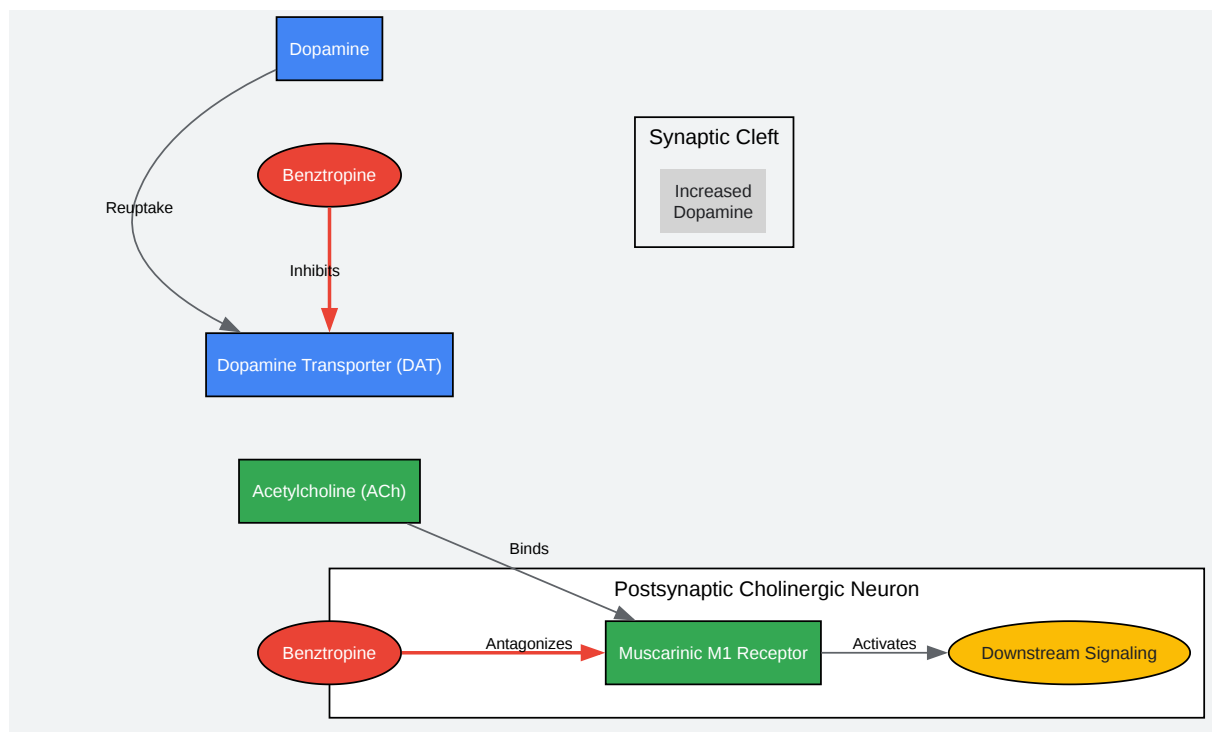 Dopamine
Synaptic Cleft
Benztropine
Increased
Dopamine
Reuptake
Inhibits
Dopamine Transporter (DAT)
Acetylcholine (ACh)
Binds
Postsynaptic Cholinergic Neuron
Benztropine
Antagonizes
Muscarinic M1 Receptor
Activates
Downstream Signaling